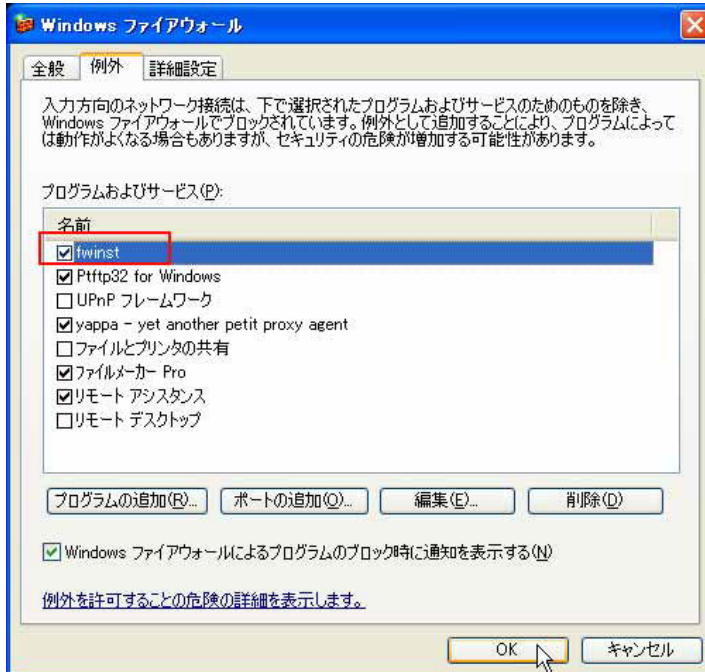 Windows ファイアウォール
全般 例外 詳細設定
入力方向のネットワーク接続は、下で選択されたプログラムおよびサービスのためのものを除き、
Windows ファイアウォールでブロックされています。例外として追加することにより、プログラムによって
は動作がよくなる場合もありますが、セキュリティの危険が増加する可能性があります。
プログラムおよびサービス(P):
名前
fwinst
Ptftp32 for Windows
UPnP フレームワーク
yappa - yet another petit proxy agent
ファイルとプリンタの共有
ファイルメーカー Pro
リモート アシスタンス
リモート デスクトップ
プログラムの追加(R)... ポートの追加(O)... 編集(E)... 削除(D)
Windows ファイアウォールによるプログラムのブロック時に通知を表示する(N)
例外を許可することの危険の詳細を表示します。
OK キャンセル